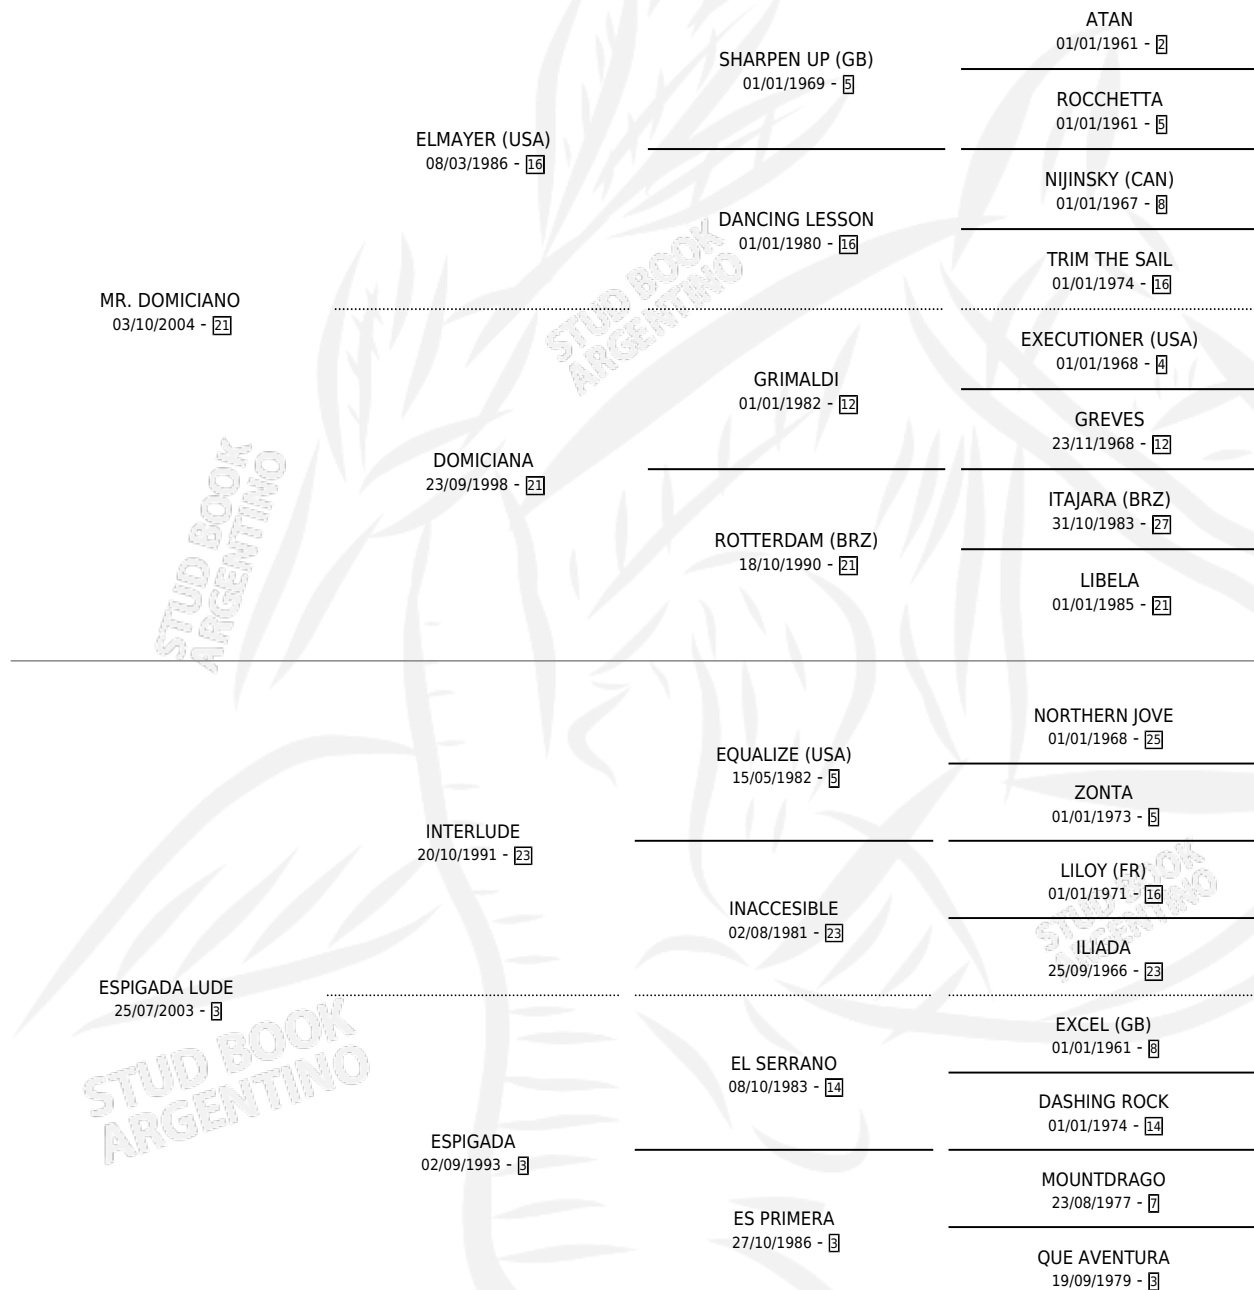 ATAN
01/01/1961 - 2
SHARPEN UP (GB)
01/01/1969 - 5
ROCCHETTA
01/01/1961 - 5
ELMAYER (USA)
08/03/1986 - 16
NIJINSKY (CAN)
01/01/1967 - 8
DANCING LESSON
01/01/1980 - 16
TRIM THE SAIL
01/01/1974 - 16
MR. DOMICIANO
03/10/2004 - 21
STUD BOOK
ARGENTINO
EXECUTIONER (USA)
01/01/1968 - 4
GRIMALDI
01/01/1982 - 12
GREVES
23/11/1968 - 12
DOMICIANA
23/09/1998 - 21
ITAJARA (BRZ)
31/10/1983 - 27
ROTTERDAM (BRZ)
18/10/1990 - 21
LIBELA
01/01/1985 - 21
STUD BOOK
ARGENTINO
NORTHERN JOVE
01/01/1968 - 25
EQUALIZE (USA)
15/05/1982 - 5
ZONTA
01/01/1973 - 5
INTERLUDE
20/10/1991 - 23
LILOY (FR)
01/01/1971 - 16
INACCESIBLE
02/08/1981 - 23
STUD BOOK
ARGENTINO
ILIADA
25/09/1966 - 23
ESPIGADA LUDE
25/07/2003 - 3
STUD BOOK
ARGENTINO
EXCEL (GB)
01/01/1961 - 8
EL SERRANO
08/10/1983 - 14
DASHING ROCK
01/01/1974 - 14
ESPIGADA
02/09/1993 - 3
MOUNTDRAGO
23/08/1977 - 7
ES PRIMERA
27/10/1986 - 3
QUE AVENTURA
19/09/1979 - 3